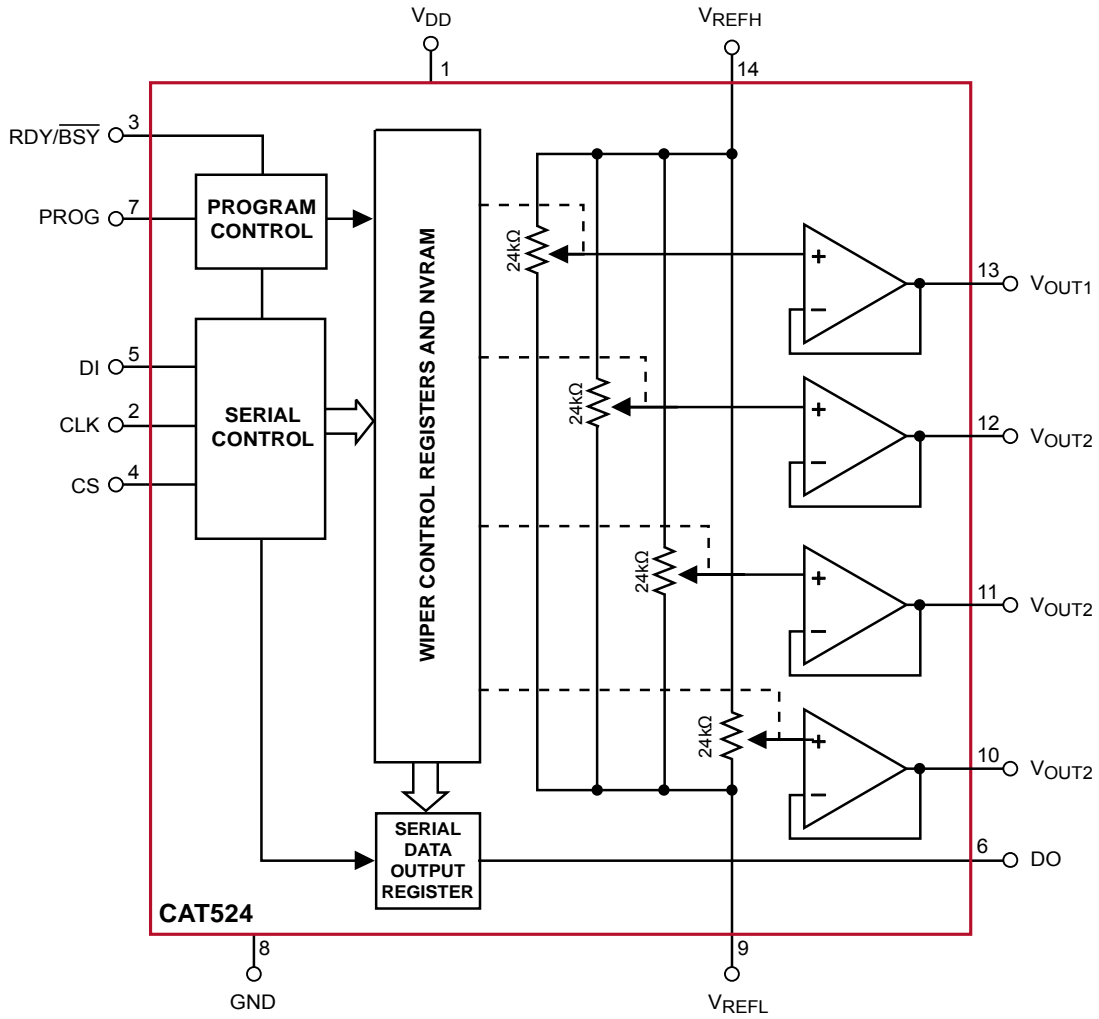 VDD
VREFH
1
14
3
RDY/BSY
7
PROG
PROGRAM
CONTROL
5
DI
2
CLK
4
CS
SERIAL
CONTROL
WIPER CONTROL REGISTERS AND NVRAM
24kΩ
24kΩ
24kΩ
24kΩ
+
−
13
VOUT1
+
−
12
VOUT2
+
−
11
VOUT2
+
−
10
VOUT2
SERIAL
DATA
OUTPUT
REGISTER
6
DO
CAT524
8
GND
9
VREFL